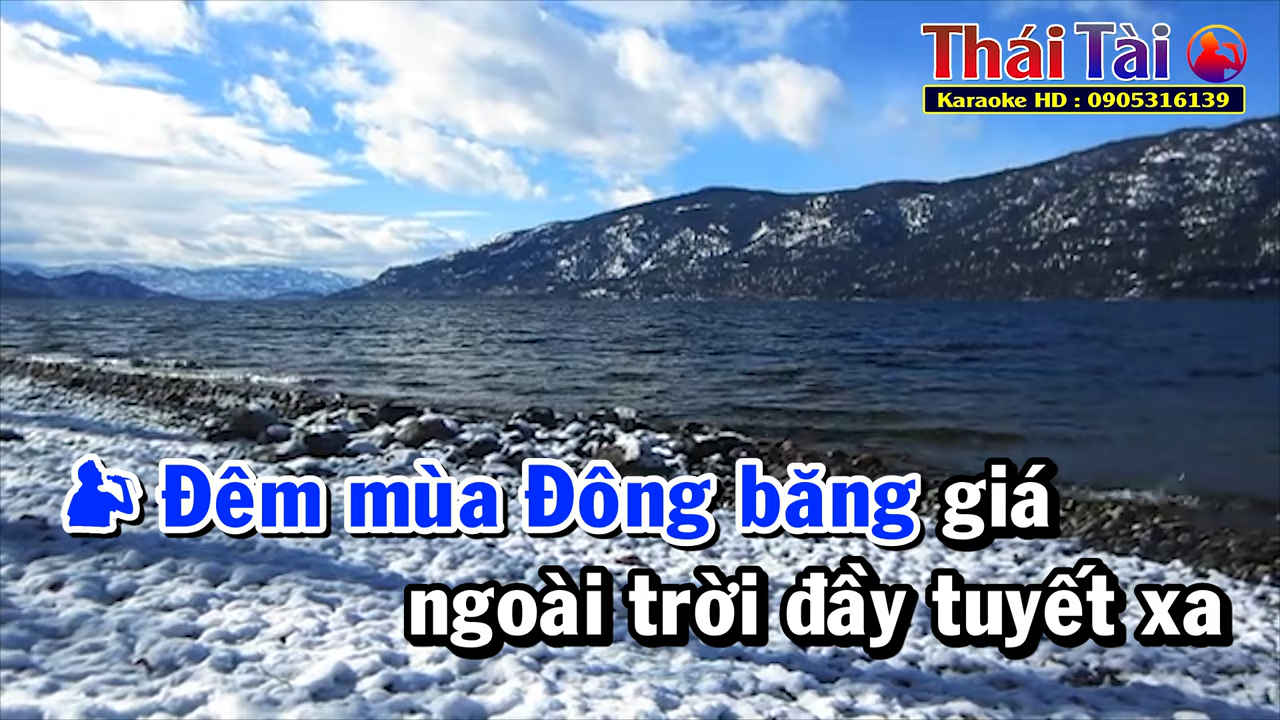 Thái Tài
Karaoke HD : 0905316139
Đêm mùa Đông băng giá
ngoài trời đầy tuyết xa